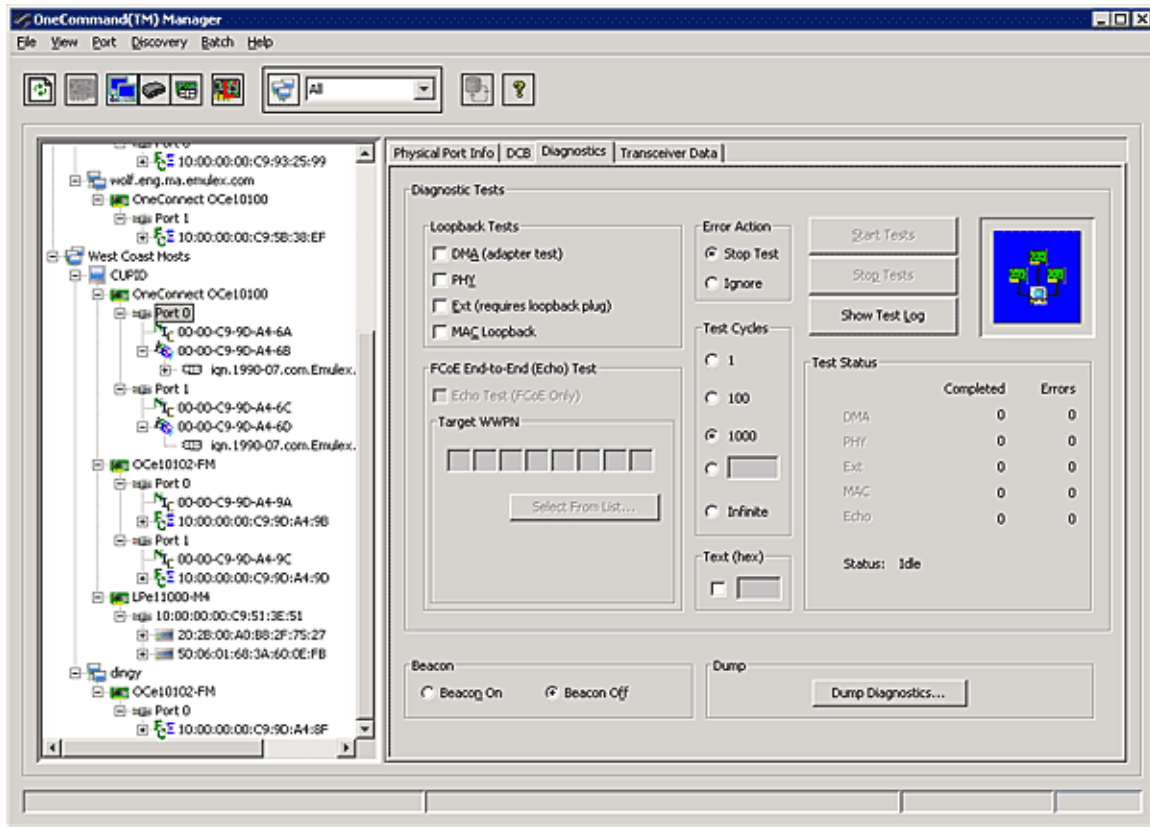 OneCommand(TM) Manager
File View Port Discovery Batch Help
All
Port 0
10:00:00:00:C9:93:25:99
wolf.eng.ma.emulex.com
OneConnect OCe10100
Port 1
10:00:00:00:C9:5B:38:EF
West Coast Hosts
CUPID
OneConnect OCe10100
Port 0
00-00-C9-9D-A4-6A
00-00-C9-9D-A4-6B
iqn.1990-07.com.Emulex.
Port 1
00-00-C9-9D-A4-6C
00-00-C9-9D-A4-6D
iqn.1990-07.com.Emulex.
OCe10102-FM
Port 0
00-00-C9-9D-A4-9A
10:00:00:00:C9:9D:A4:9B
Port 1
00-00-C9-9D-A4-9C
10:00:00:00:C9:9D:A4:9D
LPe11000-M4
10:00:00:00:C9:51:3E:51
20:2B:00:A0:B8:2F:75:27
50:06:01:68:3A:60:0E:FB
dingy
OCe10102-FM
Port 0
10:00:00:00:C9:9D:A4:8F
Physical Port Info DCB Diagnostics Transceiver Data
Diagnostic Tests
Loopback Tests
DMA (adapter test)
PHY
Ext (requires loopback plug)
MAC Loopback
FCoE End-to-End (Echo) Test
Echo Test (FCoE Only)
Target WWPN
Select From List...
Error Action
Stop Test
Ignore
Test Cycles
1
100
1000
Infinite
Text (hex)
Start Tests
Stop Tests
Show Test Log
Test Status
Completed Errors
DMA 0 0
PHY 0 0
Ext 0 0
MAC 0 0
Echo 0 0
Status: Idle
Beacon
Beacon On Beacon Off
Dump
Dump Diagnostics...